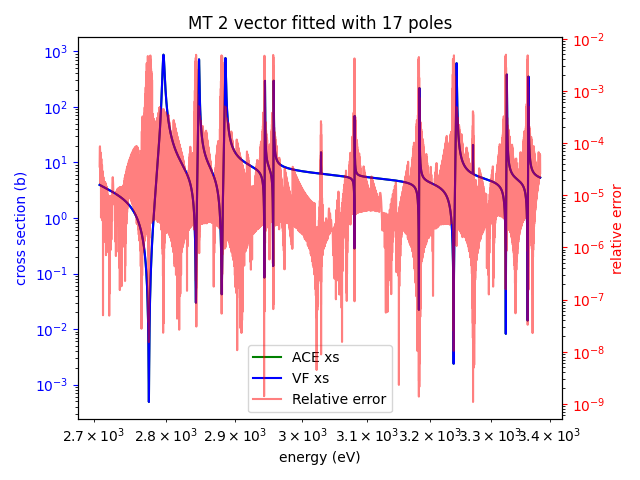 MT 2 vector fitted with 17 poles
cross section (b)
10³
10²
10¹
10⁰
10⁻¹
10⁻²
10⁻³
10⁻²
10⁻³
10⁻⁴
10⁻⁵
10⁻⁶
10⁻⁷
10⁻⁸
10⁻⁹
relative error
ACE xs
VF xs
Relative error
2.7 × 10³ 2.8 × 10³ 2.9 × 10³ 3 × 10³ 3.1 × 10³ 3.2 × 10³ 3.3 × 10³ 3.4 × 10³
energy (eV)